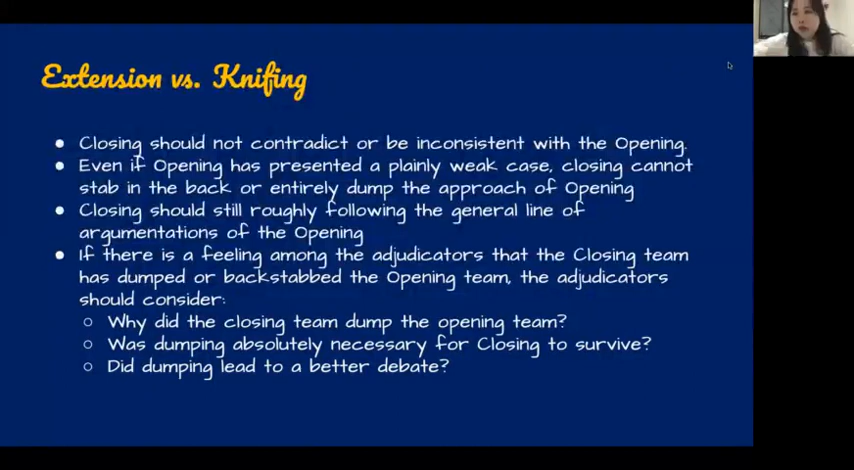 Extension vs. Knifing
Closing should not contradict or be inconsistent with the Opening.
Even if Opening has presented a plainly weak case, closing cannot
stab in the back or entirely dump the approach of Opening
Closing should still roughly following the general line of
argumentations of the Opening
If there is a feeling among the adjudicators that the Closing team
has dumped or backstabbed the Opening team, the adjudicators
should consider:
Why did the closing team dump the opening team?
Was dumping absolutely necessary for Closing to survive?
Did dumping lead to a better debate?